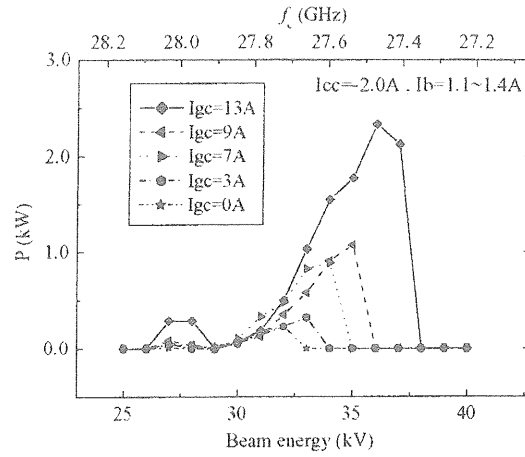 f_c (GHz)
28.2 28.0 27.8 27.6 27.4 27.2
3.0
Icc=-2.0A , Ib=1.1~1.4A
Igc=13A
Igc=9A
Igc=7A
Igc=3A
Igc=0A
2.0
1.0
0.0
P (kW)
25 30 35 40
Beam energy (kV)